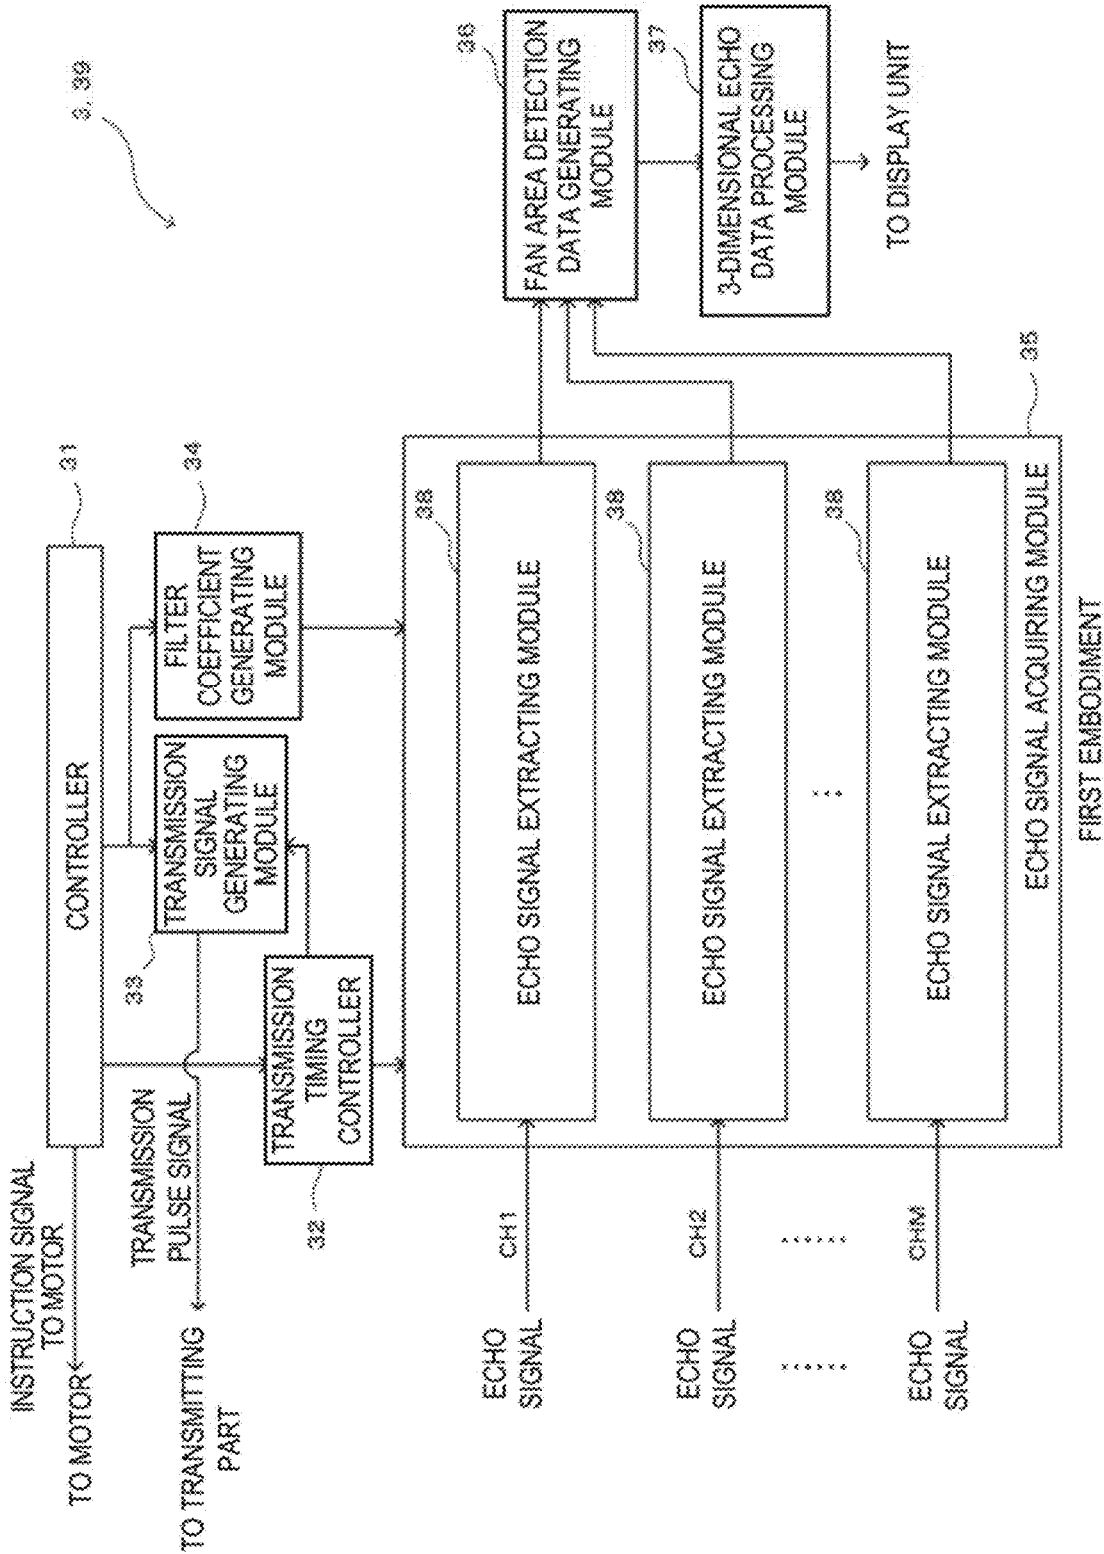 3, 39
INSTRUCTION SIGNAL
TO MOTOR
TO MOTOR
CONTROLLER
31
TRANSMISSION
PULSE SIGNAL
TO TRANSMITTING
PART
33
TRANSMISSION
SIGNAL
GENERATING
MODULE
FILTER
COEFFICIENT
GENERATING
MODULE
34
TRANSMISSION
TIMING
CONTROLLER
32
ECHO
SIGNAL
CH1
ECHO SIGNAL EXTRACTING MODULE
38
ECHO
SIGNAL
CH2
ECHO SIGNAL EXTRACTING MODULE
38
ECHO
SIGNAL
CHM
ECHO SIGNAL EXTRACTING MODULE
38
ECHO SIGNAL ACQUIRING MODULE
35
FAN AREA DETECTION
DATA GENERATING
MODULE
36
3-DIMENSIONAL ECHO
DATA PROCESSING
MODULE
37
TO DISPLAY UNIT
FIRST EMBODIMENT